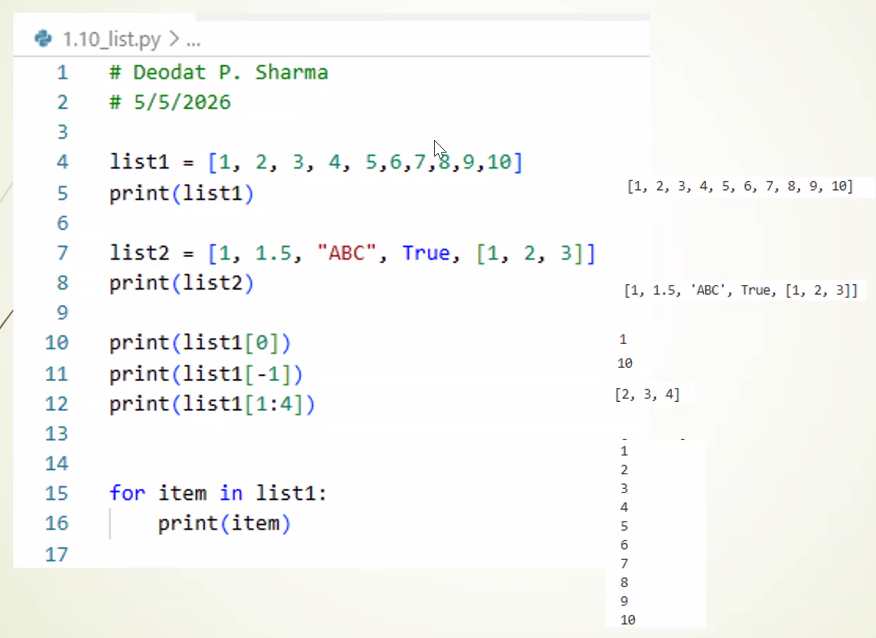 1.10_list.py > ...
1 # Deodat P. Sharma
2 # 5/5/2026
3
4 list1 = [1, 2, 3, 4, 5,6,7,8,9,10]
5 print(list1)
6
7 list2 = [1, 1.5, "ABC", True, [1, 2, 3]]
8 print(list2)
9
10 print(list1[0])
11 print(list1[-1])
12 print(list1[1:4])
13
14
15 for item in list1:
16     print(item)
17
[1, 2, 3, 4, 5, 6, 7, 8, 9, 10]
[1, 1.5, 'ABC', True, [1, 2, 3]]
1
10
[2, 3, 4]
1
2
3
4
5
6
7
8
9
10